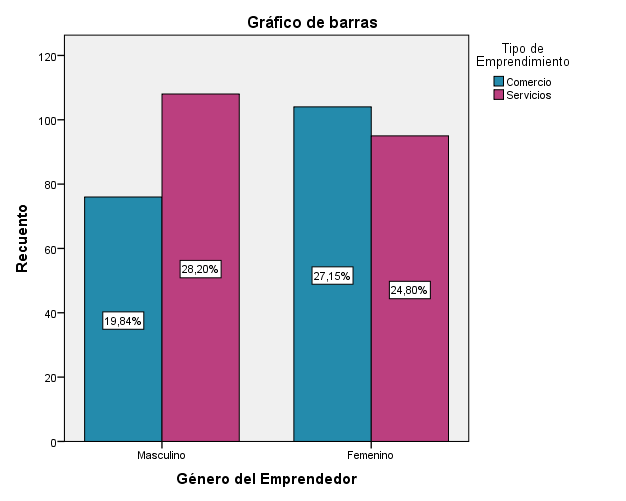 Gráfico de barras
Tipo de
Emprendimiento
Comercio
Servicios
Recuento
120
100
80
60
40
20
0
19,84%
28,20%
27,15%
24,80%
Masculino
Femenino
Género del Emprendedor